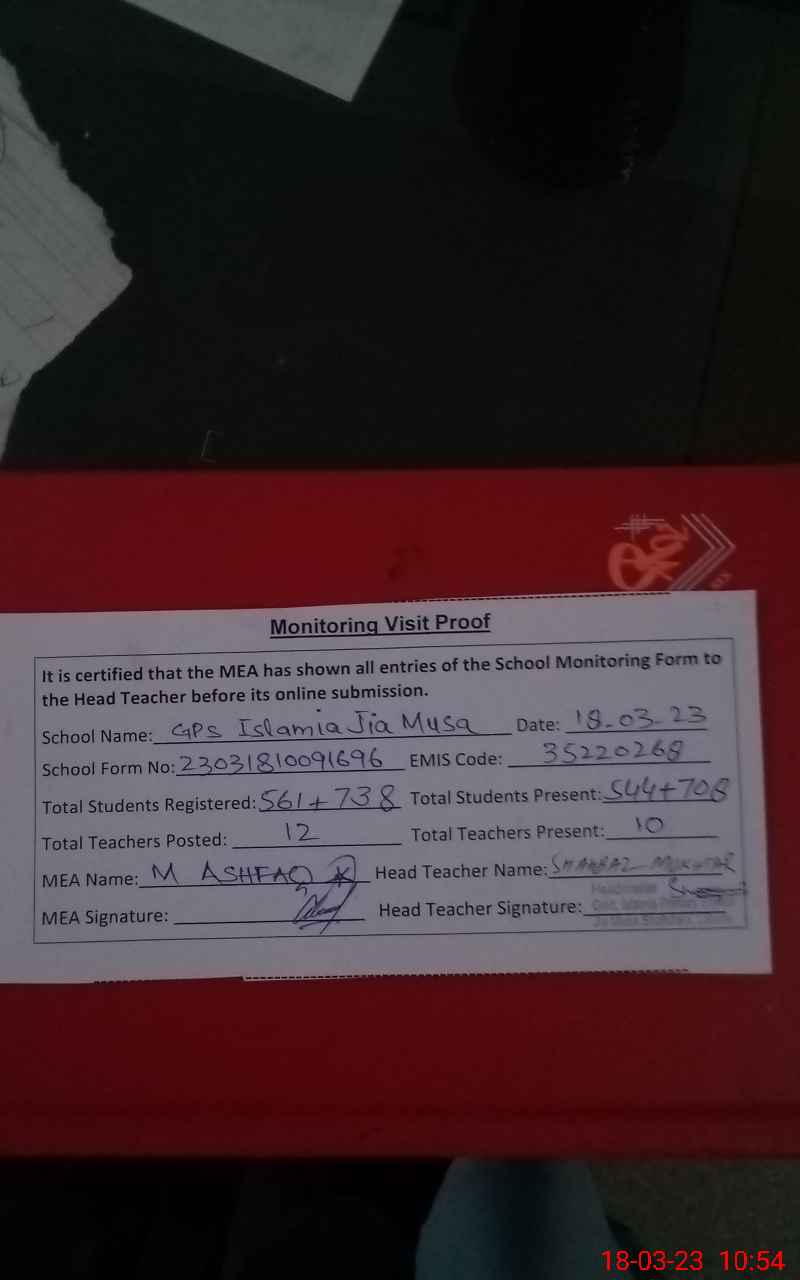 Monitoring Visit Proof
It is certified that the MEA has shown all entries of the School Monitoring Form to
the Head Teacher before its online submission.
School Name: GPS Islamia Jia Musa Date: 18-03-23
School Form No: 23031810091696 EMIS Code: 35220268
Total Students Registered: 561+738 Total Students Present: 544+708
Total Teachers Posted: 12 Total Teachers Present: 10
MEA Name: M ASHFAQ Head Teacher Name: SHAHBAZ MUKHTAR
MEA Signature: Head Teacher Signature:
Headmaster
18-03-23 10:54